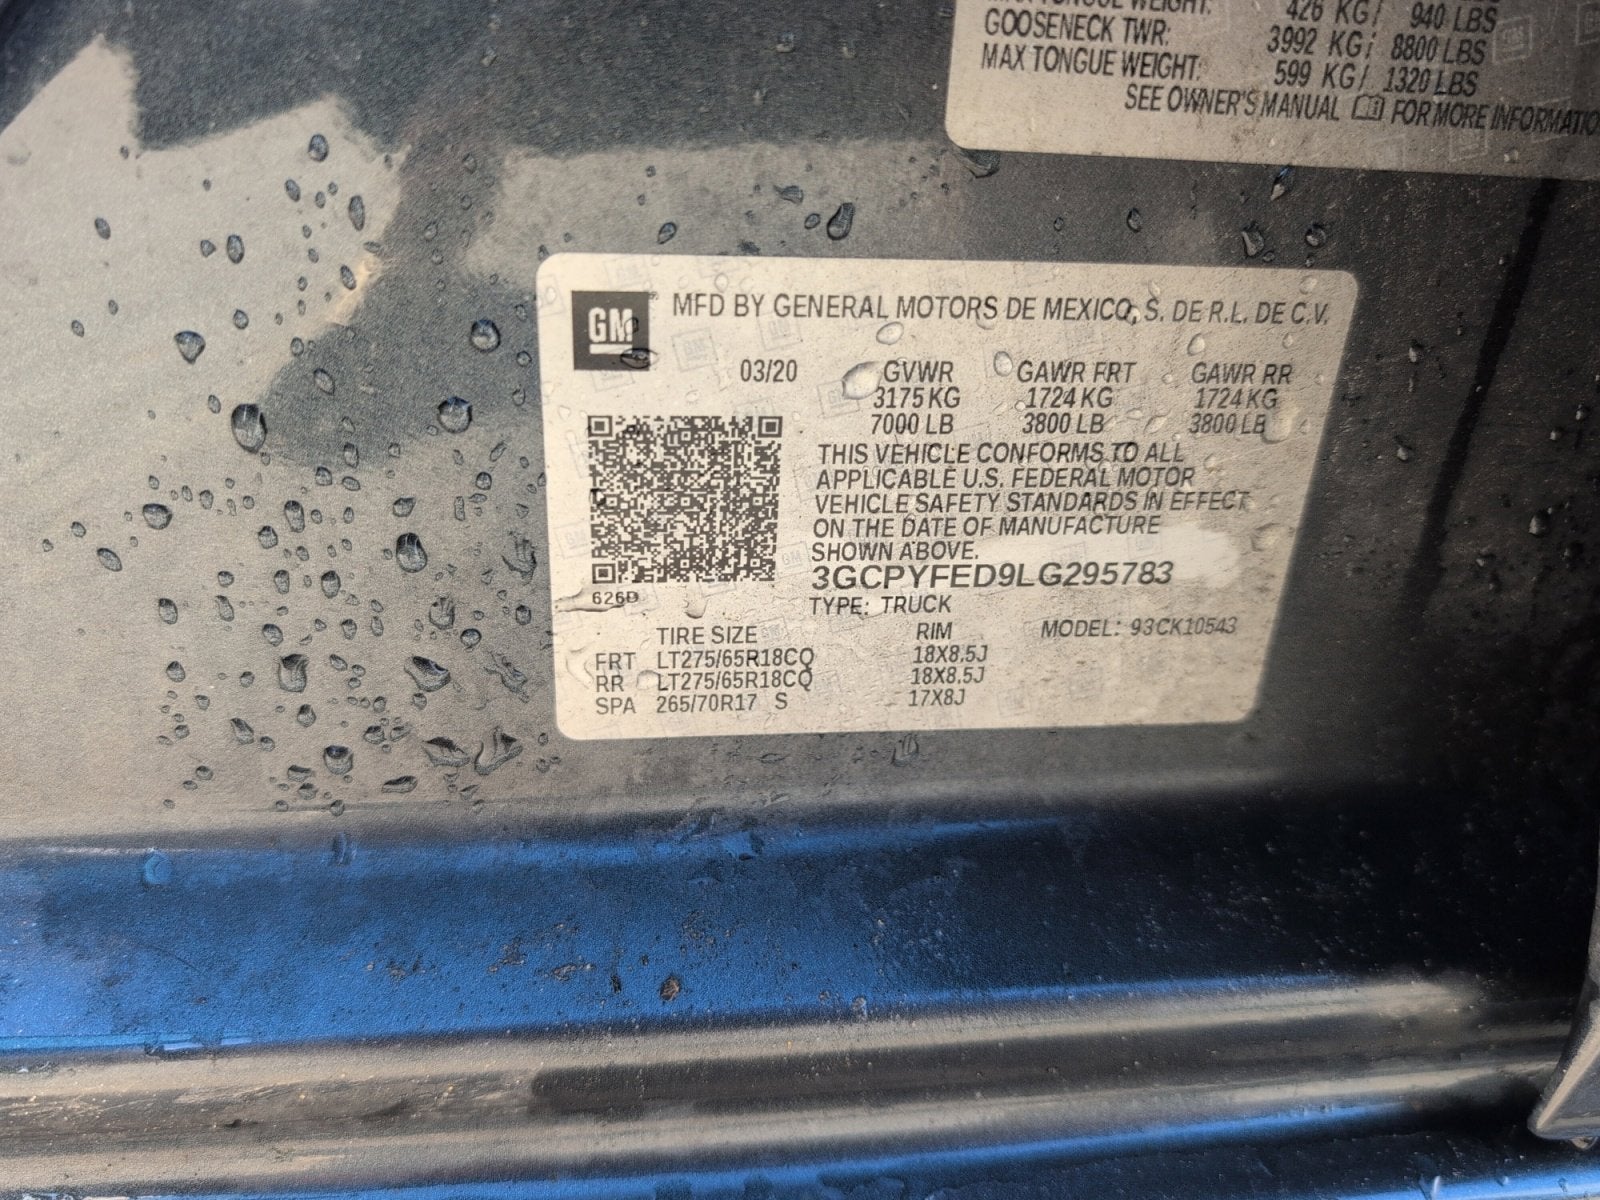 426 KG/ 940 LBS
GOOSENECK TWR: 3992 KG/ 8800 LBS
MAX TONGUE WEIGHT: 599 KG/ 1320 LBS
SEE OWNER'S MANUAL FOR MORE INFORMATIO
GM ® MFD BY GENERAL MOTORS DE MEXICO, S. DE R.L. DE C.V.
03/20 GVWR GAWR FRT GAWR RR
3175 KG 1724 KG 1724 KG
7000 LB 3800 LB 3800 LB
THIS VEHICLE CONFORMS TO ALL
APPLICABLE U.S. FEDERAL MOTOR
VEHICLE SAFETY STANDARDS IN EFFECT
ON THE DATE OF MANUFACTURE
SHOWN ABOVE.
3GCPYFED9LG295783
626D
TYPE: TRUCK
TIRE SIZE RIM MODEL: 93CK10543
FRT LT275/65R18CQ 18X8.5J
RR LT275/65R18CQ 18X8.5J
SPA 265/70R17 S 17X8J